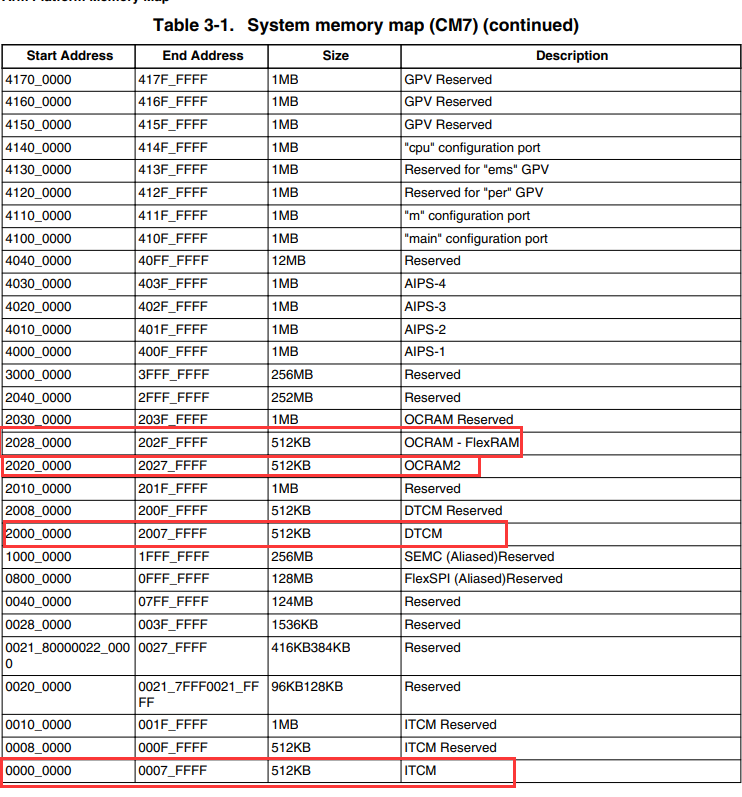 Table 3-1. System memory map (CM7) (continued)
Start Address End Address Size Description
4170_0000 417F_FFFF 1MB GPV Reserved
4160_0000 416F_FFFF 1MB GPV Reserved
4150_0000 415F_FFFF 1MB GPV Reserved
4140_0000 414F_FFFF 1MB "cpu" configuration port
4130_0000 413F_FFFF 1MB Reserved for "ems" GPV
4120_0000 412F_FFFF 1MB Reserved for "per" GPV
4110_0000 411F_FFFF 1MB "m" configuration port
4100_0000 410F_FFFF 1MB "main" configuration port
4040_0000 40FF_FFFF 12MB Reserved
4030_0000 403F_FFFF 1MB AIPS-4
4020_0000 402F_FFFF 1MB AIPS-3
4010_0000 401F_FFFF 1MB AIPS-2
4000_0000 400F_FFFF 1MB AIPS-1
3000_0000 3FFF_FFFF 256MB Reserved
2040_0000 2FFF_FFFF 252MB Reserved
2030_0000 203F_FFFF 1MB OCRAM Reserved
2028_0000 202F_FFFF 512KB OCRAM - FlexRAM
2020_0000 2027_FFFF 512KB OCRAM2
2010_0000 201F_FFFF 1MB Reserved
2008_0000 200F_FFFF 512KB DTCM Reserved
2000_0000 2007_FFFF 512KB DTCM
1000_0000 1FFF_FFFF 256MB SEMC (Aliased)Reserved
0800_0000 0FFF_FFFF 128MB FlexSPI (Aliased)Reserved
0040_0000 07FF_FFFF 124MB Reserved
0028_0000 003F_FFFF 1536KB Reserved
0021_80000022_000 0027_FFFF 416KB384KB Reserved
0
0020_0000 0021_7FFF0021_FF 96KB128KB Reserved
FF
0010_0000 001F_FFFF 1MB ITCM Reserved
0008_0000 000F_FFFF 512KB ITCM Reserved
0000_0000 0007_FFFF 512KB ITCM